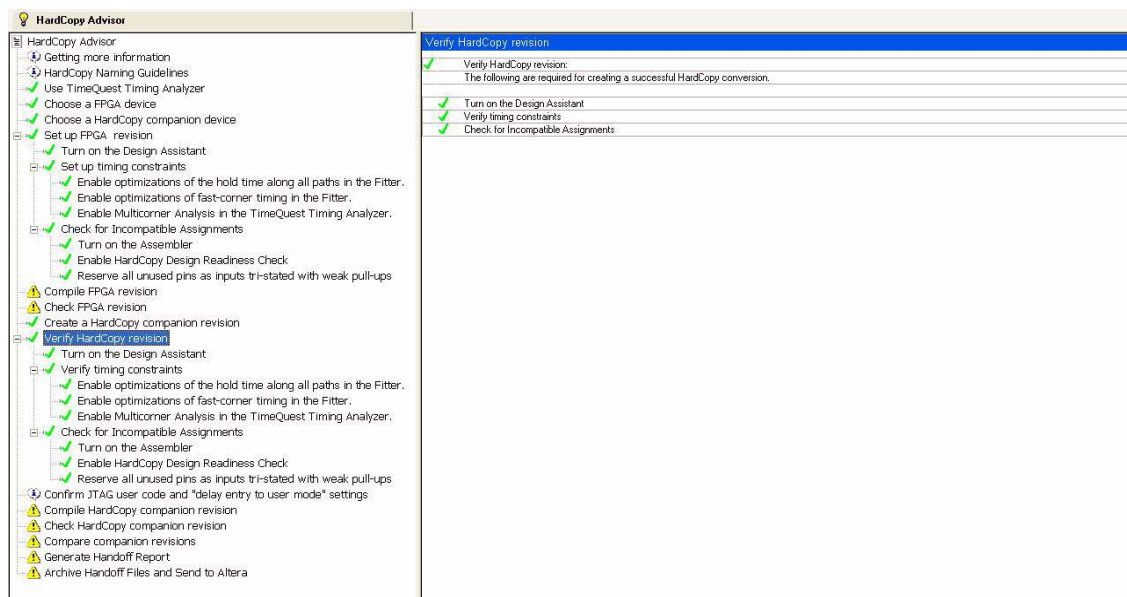 HardCopy Advisor
HardCopy Advisor
Getting more information
HardCopy Naming Guidelines
Use TimeQuest Timing Analyzer
Choose a FPGA device
Choose a HardCopy companion device
Set up FPGA revision
Turn on the Design Assistant
Set up timing constraints
Enable optimizations of the hold time along all paths in the Fitter.
Enable optimizations of fast-corner timing in the Fitter.
Enable Multicorner Analysis in the TimeQuest Timing Analyzer.
Check for Incompatible Assignments
Turn on the Assembler
Enable HardCopy Design Readiness Check
Reserve all unused pins as inputs tri-stated with weak pull-ups
Compile FPGA revision
Check FPGA revision
Create a HardCopy companion revision
Verify HardCopy revision
Turn on the Design Assistant
Verify timing constraints
Enable optimizations of the hold time along all paths in the Fitter.
Enable optimizations of fast-corner timing in the Fitter.
Enable Multicorner Analysis in the TimeQuest Timing Analyzer.
Check for Incompatible Assignments
Turn on the Assembler
Enable HardCopy Design Readiness Check
Reserve all unused pins as inputs tri-stated with weak pull-ups
Confirm JTAG user code and "delay entry to user mode" settings
Compile HardCopy companion revision
Check HardCopy companion revision
Compare companion revisions
Generate Handoff Report
Archive Handoff Files and Send to Altera
Verify HardCopy revision
Verify HardCopy revision:
The following are required for creating a successful HardCopy conversion.
Turn on the Design Assistant
Verify timing constraints
Check for Incompatible Assignments